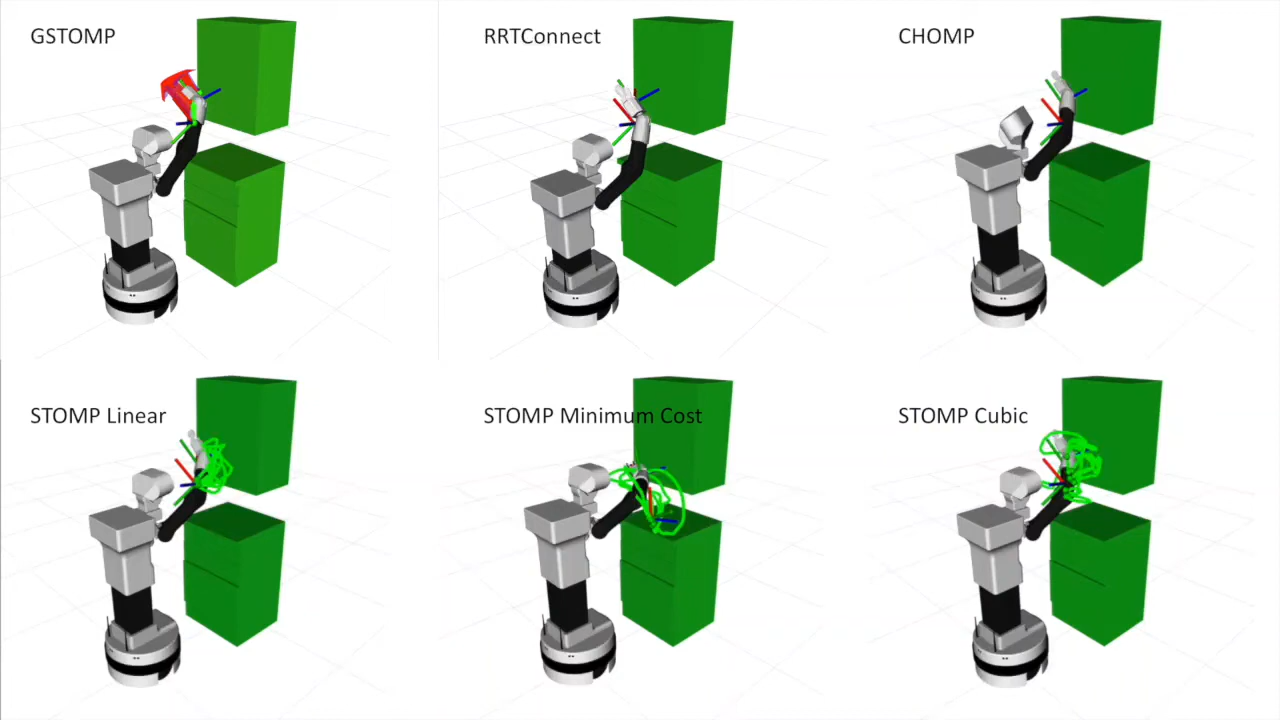 GSTOMP
RRTConnect
CHOMP
STOMP Linear
STOMP Minimum Cost
STOMP Cubic